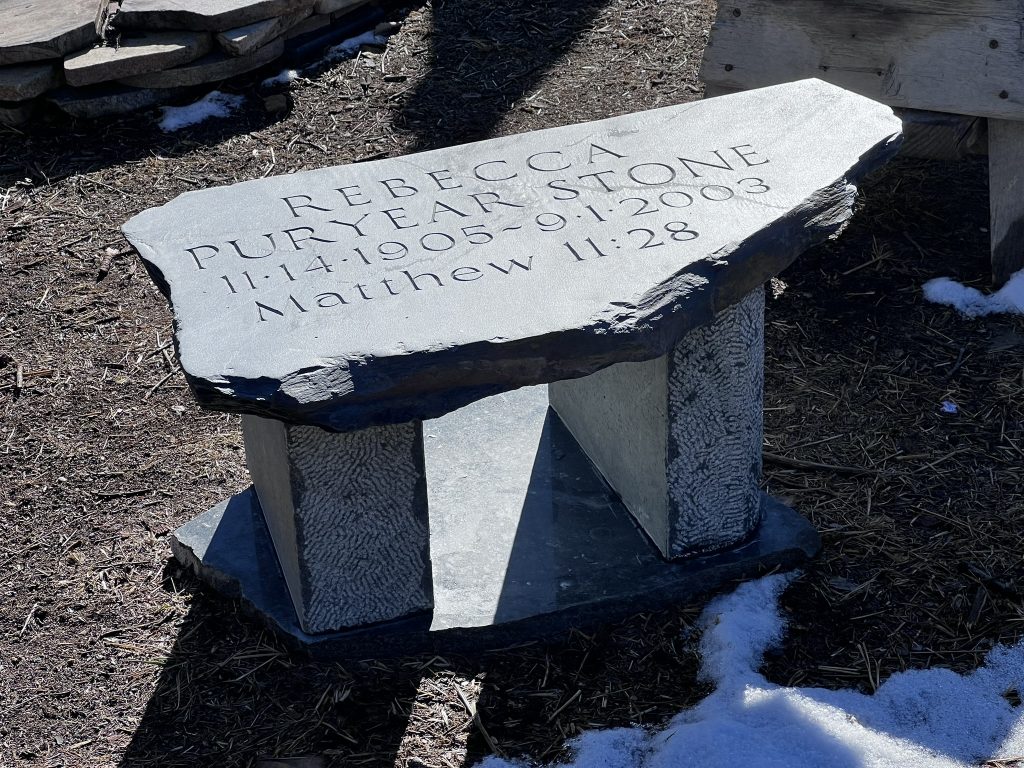 REBECCA
PURYEAR STONE
11·14·1905~9·1·2003
Matthew 11:28